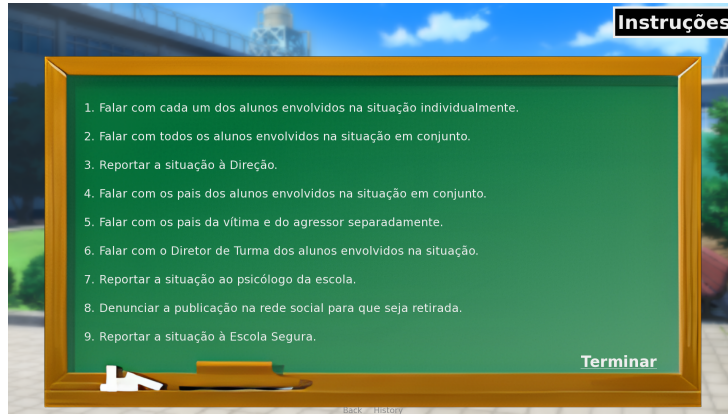 Instruções
1. Falar com cada um dos alunos envolvidos na situação individualmente.
2. Falar com todos os alunos envolvidos na situação em conjunto.
3. Reportar a situação à Direção.
4. Falar com os pais dos alunos envolvidos na situação em conjunto.
5. Falar com os pais da vítima e do agressor separadamente.
6. Falar com o Diretor de Turma dos alunos envolvidos na situação.
7. Reportar a situação ao psicólogo da escola.
8. Denunciar a publicação na rede social para que seja retirada.
9. Reportar a situação à Escola Segura.
Terminar
Back History